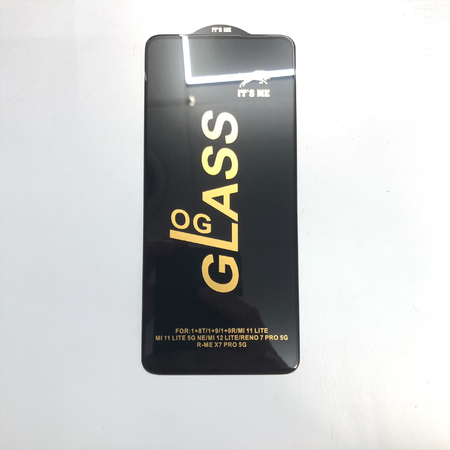 IT'S ME
IT'S ME
OG
GLASS
FOR:1+8T/1+9/1+9R/MI 11 LITE
MI 11 LITE 5G NE/MI 12 LITE/RENO 7 PRO 5G
R-ME X7 PRO 5G